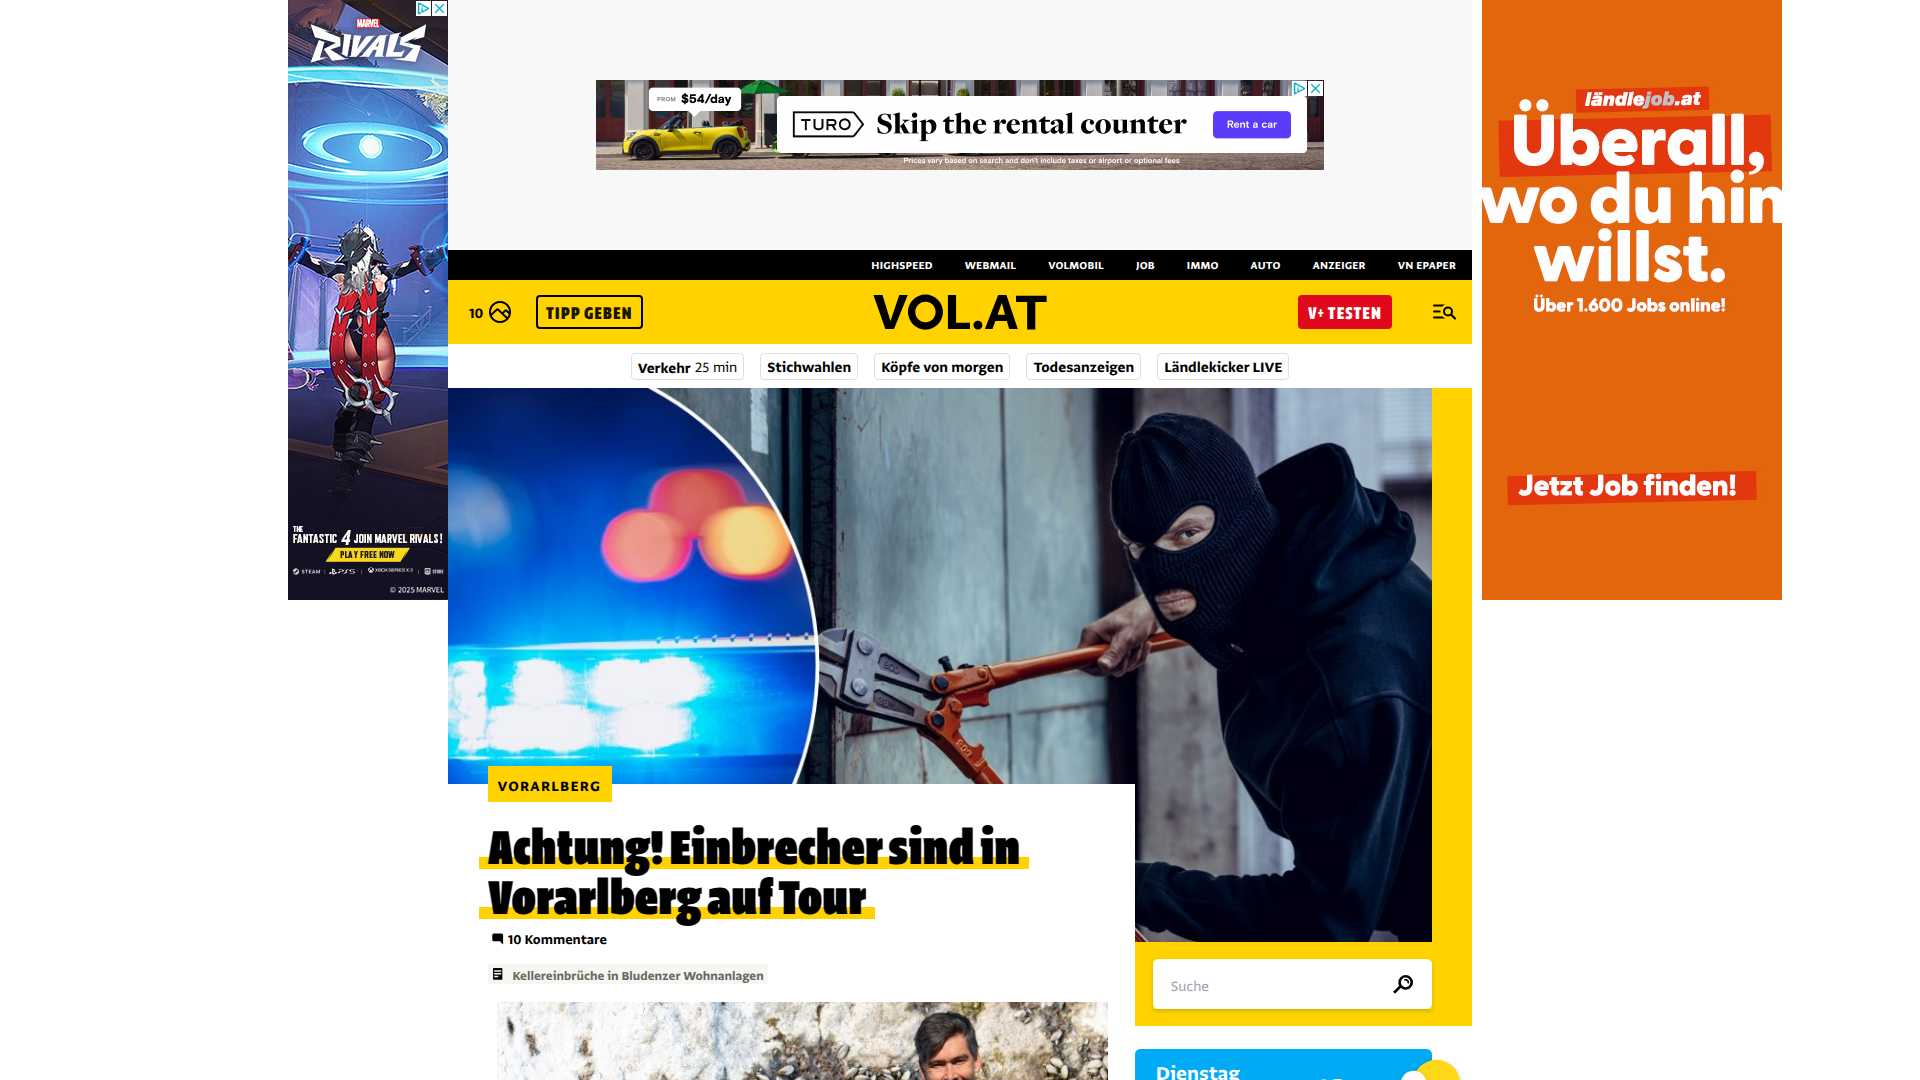 MARVEL
RIVALS
THE
FANTASTIC 4 JOIN MARVEL RIVALS!
PLAY FREE NOW
STEAM | PS5 | XBOX SERIES X|S |
© 2025 MARVEL
FROM $54/day
TURO
Skip the rental counter
Rent a car
Prices vary based on search and don't include taxes or airport or optional fees
HIGHSPEED WEBMAIL VOLMOBIL JOB IMMO AUTO ANZEIGER VN EPAPER
10
TIPP GEBEN
VOL.AT
V+ TESTEN
Verkehr 25 min
Stichwahlen
Köpfe von morgen
Todesanzeigen
Ländlekicker LIVE
ländlejob.at
Überall,
wo du hin
willst.
Über 1.600 Jobs online!
Jetzt Job finden!
VORARLBERG
Achtung! Einbrecher sind in
Vorarlberg auf Tour
10 Kommentare
Kellereinbrüche in Bludenzer Wohnanlagen
Suche
Dienstag